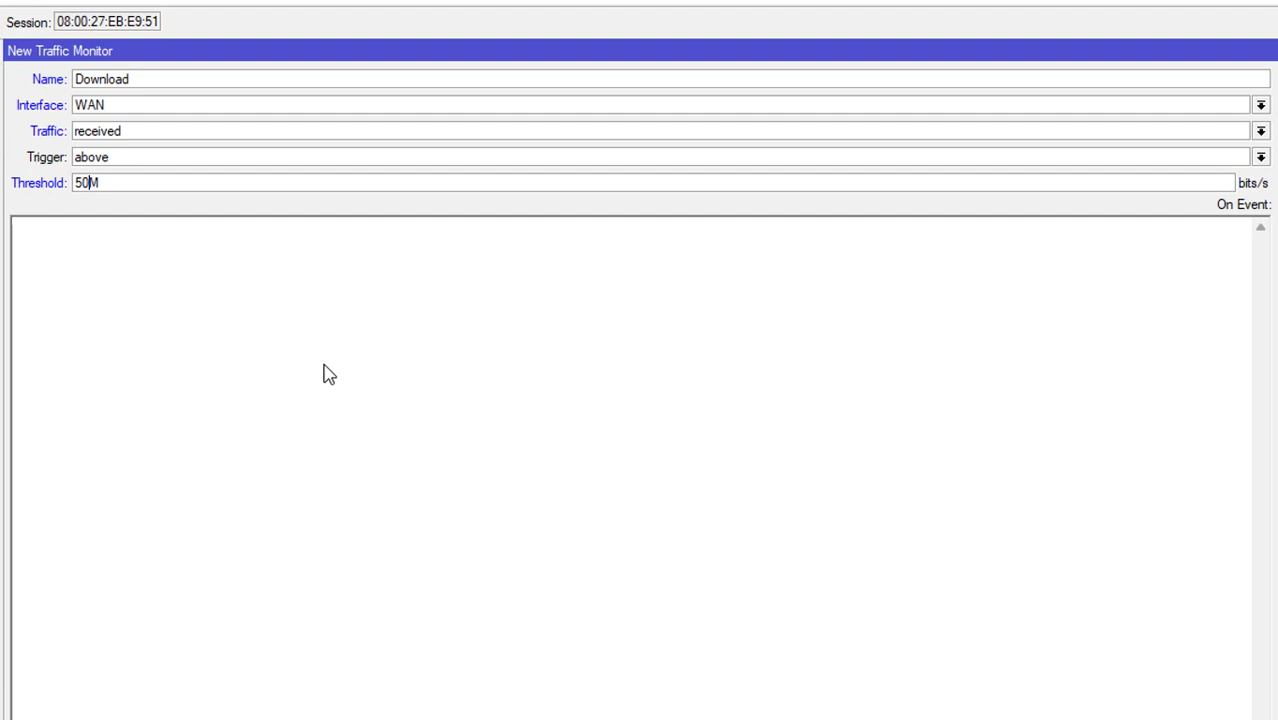 Session: 08:00:27:EB:E9:51
New Traffic Monitor
Name: Download
Interface: WAN
Traffic: received
Trigger: above
Threshold: 50M bits/s
On Event: